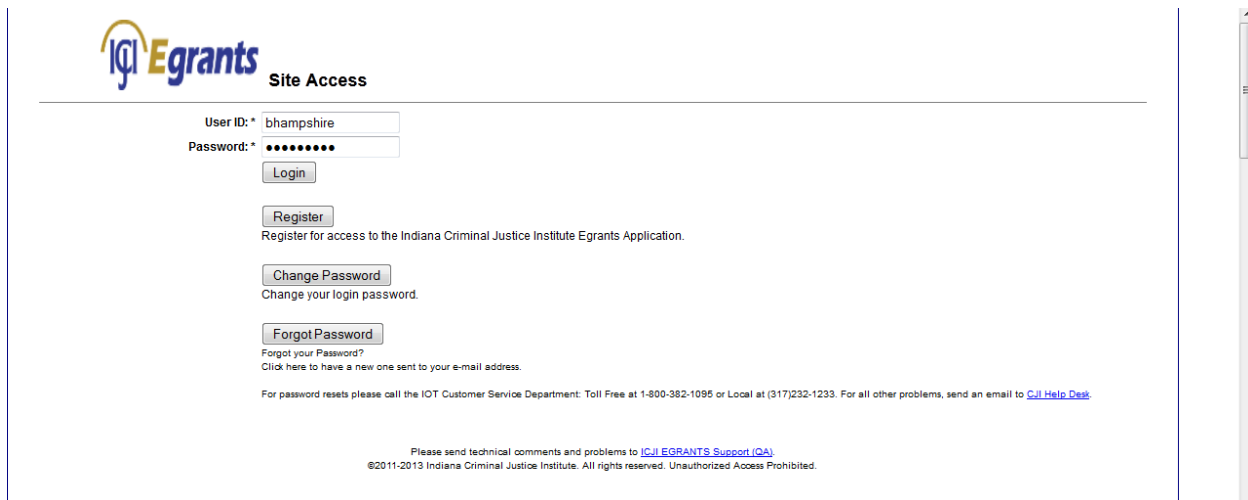 ICJI Egrants Site Access
User ID: * bhampshire
Password: * •••••••••
Login
Register
Register for access to the Indiana Criminal Justice Institute Egrants Application.
Change Password
Change your login password.
Forgot Password
Forgot your Password?
Click here to have a new one sent to your e-mail address.
For password resets please call the IOT Customer Service Department: Toll Free at 1-800-382-1095 or Local at (317)232-1233. For all other problems, send an email to CJI Help Desk.
Please send technical comments and problems to ICJI EGRANTS Support (QA).
©2011-2013 Indiana Criminal Justice Institute. All rights reserved. Unauthorized Access Prohibited.